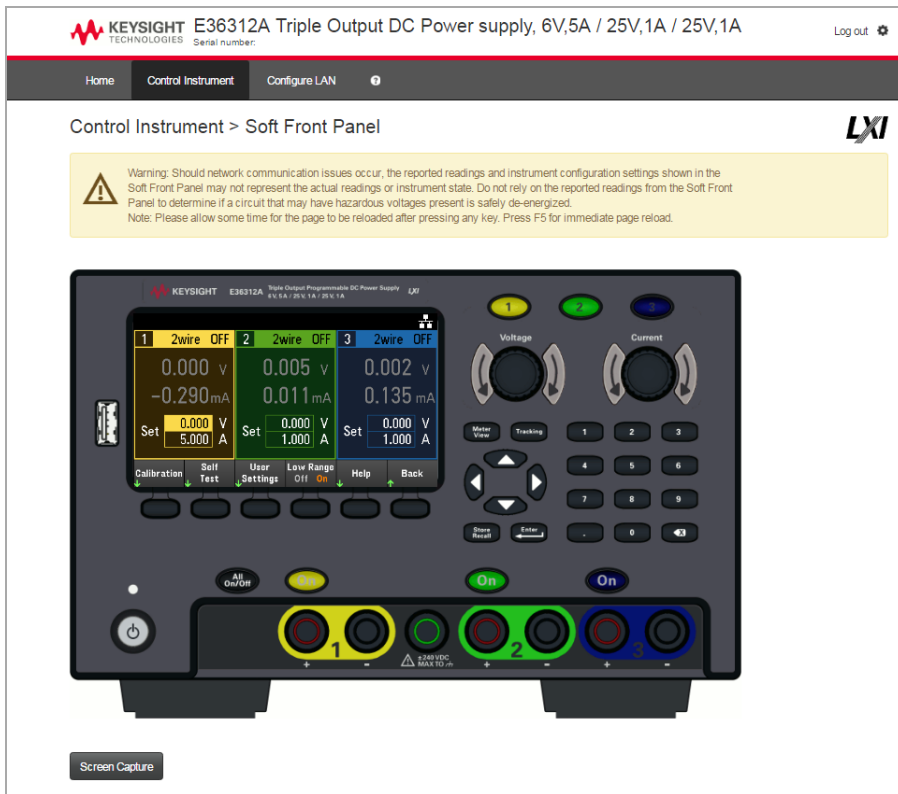 KEYSIGHT TECHNOLOGIES
E36312A Triple Output DC Power supply, 6V,5A / 25V,1A / 25V,1A
Serial number:
Log out
Home Control Instrument Configure LAN ?
Control Instrument > Soft Front Panel
LXI
Warning: Should network communication issues occur, the reported readings and instrument configuration settings shown in the
Soft Front Panel may not represent the actual readings or instrument state. Do not rely on the reported readings from the Soft Front
Panel to determine if a circuit that may have hazardous voltages present is safely de-energized.
Note: Please allow some time for the page to be reloaded after pressing any key. Press F5 for immediate page reload.
KEYSIGHT E36312A Triple Output Programmable DC Power Supply LXI
6V, 5A / 25V, 1A / 25V, 1A
1 2 3
Voltage Current
1 2wire OFF 2 2wire OFF 3 2wire OFF
0.000 V 0.005 V 0.002 V
-0.290 mA 0.011 mA 0.135 mA
Set 0.000 V Set 0.000 V Set 0.000 V
5.000 A 1.000 A 1.000 A
Calibration Self Test User Settings Low Range Off On Help Back
Meter View Tracking 1 2 3
4 5 6
7 8 9
Store Recall Enter . 0 X
All On/Off On On On
1 2 3
+ - ±240 VDC MAX TO + - + -
Screen Capture